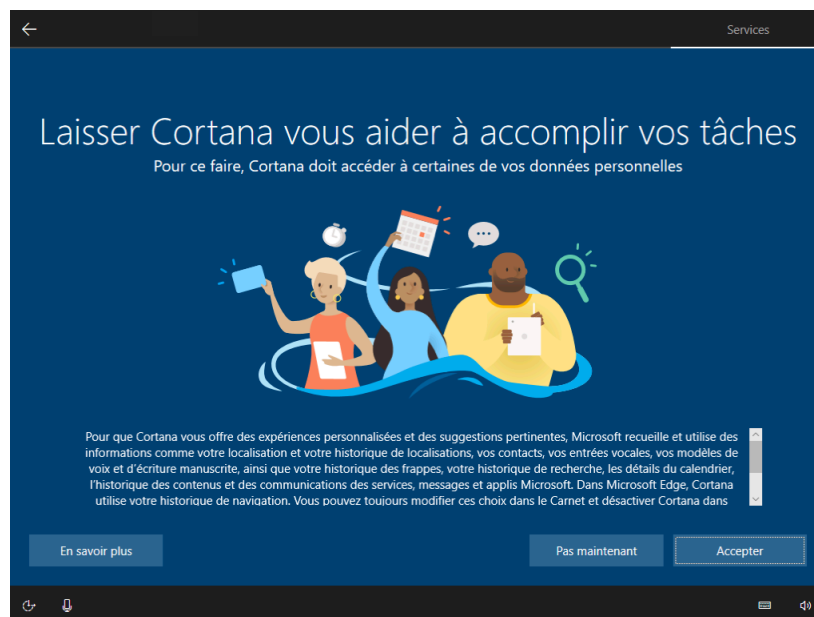 Services
Laisser Cortana vous aider à accomplir vos tâches
Pour ce faire, Cortana doit accéder à certaines de vos données personnelles
Pour que Cortana vous offre des expériences personnalisées et des suggestions pertinentes, Microsoft recueille et utilise des
informations comme votre localisation et votre historique de localisations, vos contacts, vos entrées vocales, vos modèles de
voix et d'écriture manuscrite, ainsi que votre historique des frappes, votre historique de recherche, les détails du calendrier,
l'historique des contenus et des communications des services, messages et applis Microsoft. Dans Microsoft Edge, Cortana
utilise votre historique de navigation. Vous pouvez toujours modifier ces choix dans le Carnet et désactiver Cortana dans
En savoir plus
Pas maintenant
Accepter